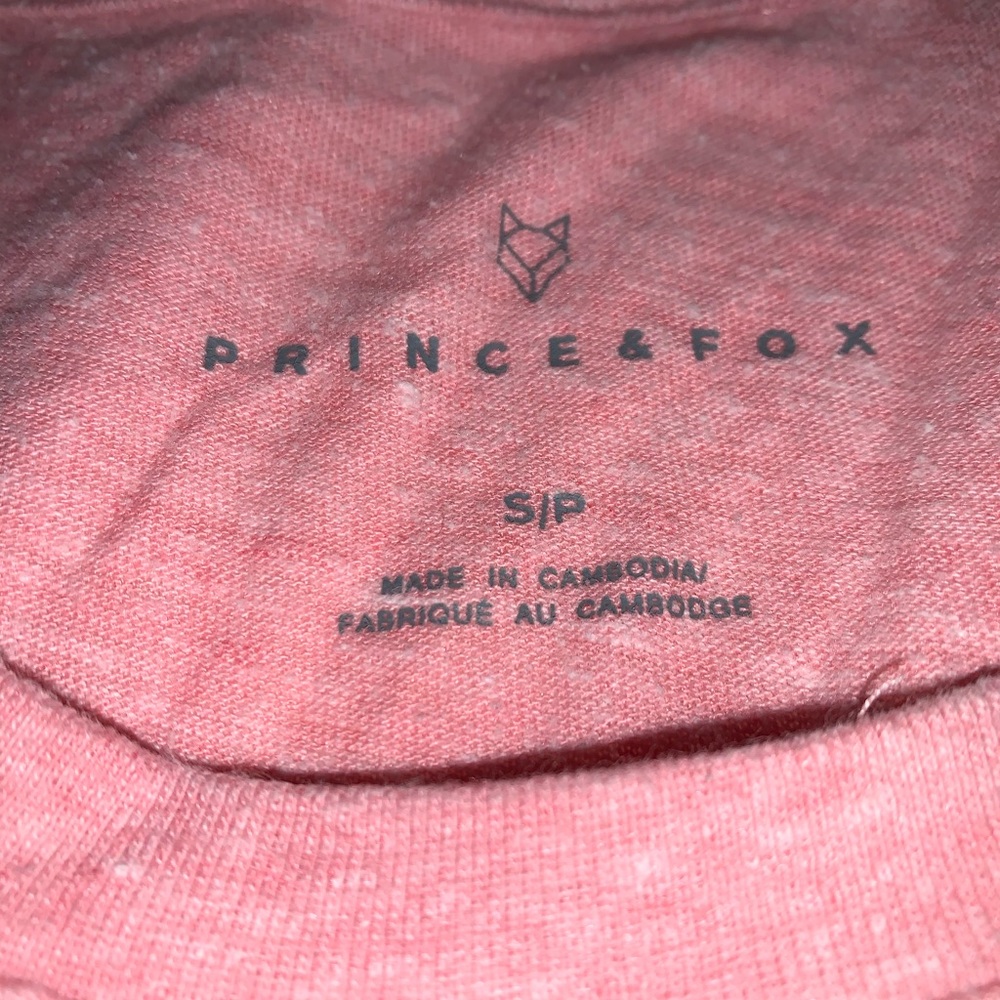 PRINCE & FOX
S/P
MADE IN CAMBODIA/
FABRIQUÉ AU CAMBODGE